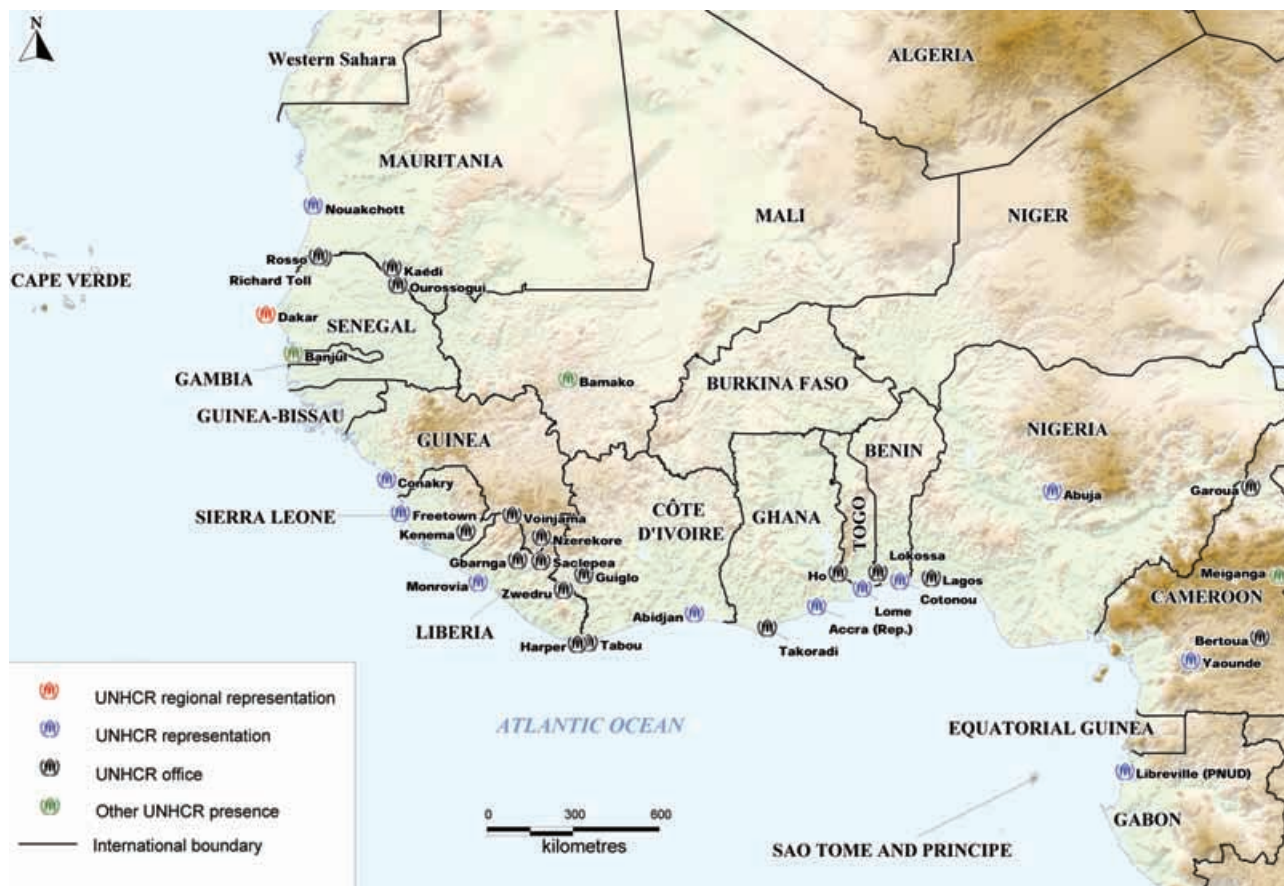 N
Western Sahara
ALGERIA
MAURITANIA
Nouakchott
MALI
NIGER
Rosso
Kaédi
CAPE VERDE
Richard Toll
Ourossogui
Dakar
SENEGAL
Banjul
GAMBIA
Bamako
BURKINA FASO
GUINEA-BISSAU
GUINEA
NIGERIA
BENIN
Conakry
Abuja
Garoua
SIERRA LEONE
Freetown
Voinjama
CÔTE
D'IVOIRE
GHANA
TOGO
Kenema
Nzerekore
Gbarnga
Saclepea
Lokossa
Monrovia
Guiglo
Ho
Lagos
Meiganga
Zwedru
Cotonou
CAMEROON
Abidjan
Lome
LIBERIA
Accra (Rep.)
Harper
Tabou
Takoradi
Bertoua
Yaounde
UNHCR regional representation
ATLANTIC OCEAN
EQUATORIAL GUINEA
UNHCR representation
UNHCR office
Libreville (PNUD)
Other UNHCR presence
0 300 600
kilometres
GABON
International boundary
SAO TOME AND PRINCIPE